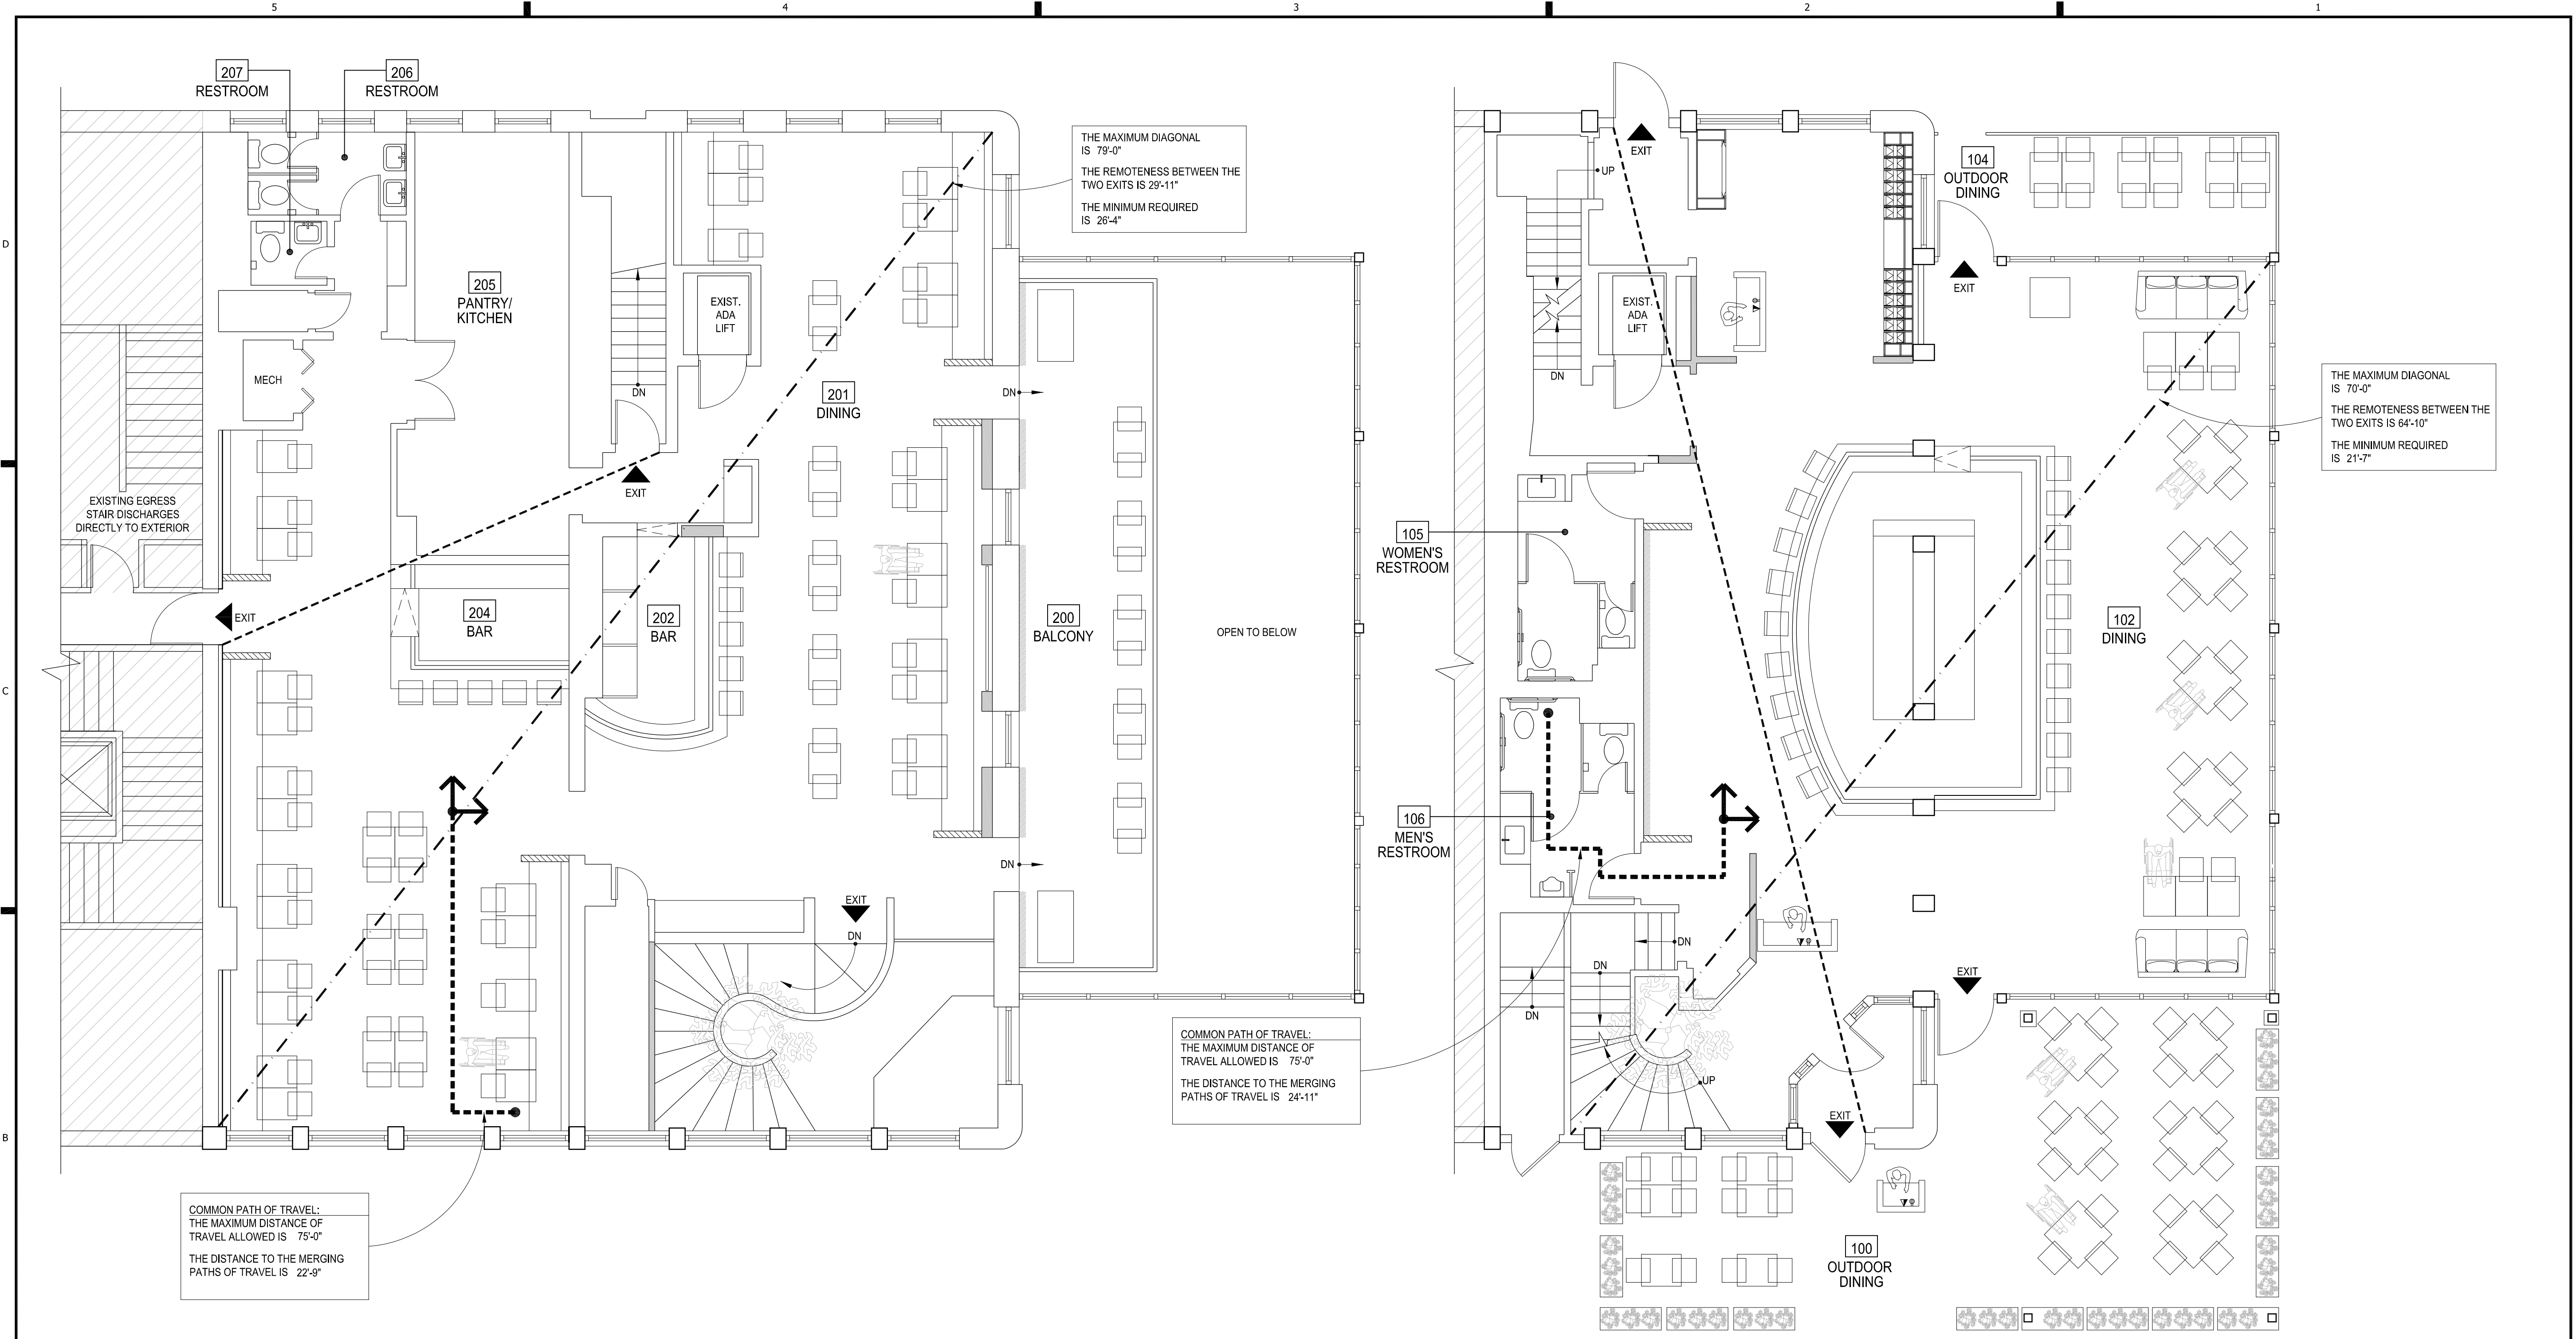 5
4
3
2
1
D
C
B
207
RESTROOM
206
RESTROOM
THE MAXIMUM DIAGONAL
IS 79'-0"
THE REMOTENESS BETWEEN THE
TWO EXITS IS 29'-11"
THE MINIMUM REQUIRED
IS 26'-4"
205
PANTRY/
KITCHEN
MECH
EXIST.
ADA
LIFT
DN
201
DINING
DN
EXIT
EXISTING EGRESS
STAIR DISCHARGES
DIRECTLY TO EXTERIOR
EXIT
204
BAR
202
BAR
200
BALCONY
OPEN TO BELOW
DN
EXIT
DN
COMMON PATH OF TRAVEL:
THE MAXIMUM DISTANCE OF
TRAVEL ALLOWED IS 75'-0"
THE DISTANCE TO THE MERGING
PATHS OF TRAVEL IS 22'-9"
EXIT
UP
104
OUTDOOR
DINING
EXIT
EXIST.
ADA
LIFT
DN
THE MAXIMUM DIAGONAL
IS 70'-0"
THE REMOTENESS BETWEEN THE
TWO EXITS IS 64'-10"
THE MINIMUM REQUIRED
IS 21'-7"
105
WOMEN'S
RESTROOM
102
DINING
106
MEN'S
RESTROOM
DN
DN
DN
EXIT
UP
EXIT
COMMON PATH OF TRAVEL:
THE MAXIMUM DISTANCE OF
TRAVEL ALLOWED IS 75'-0"
THE DISTANCE TO THE MERGING
PATHS OF TRAVEL IS 24'-11"
100
OUTDOOR
DINING